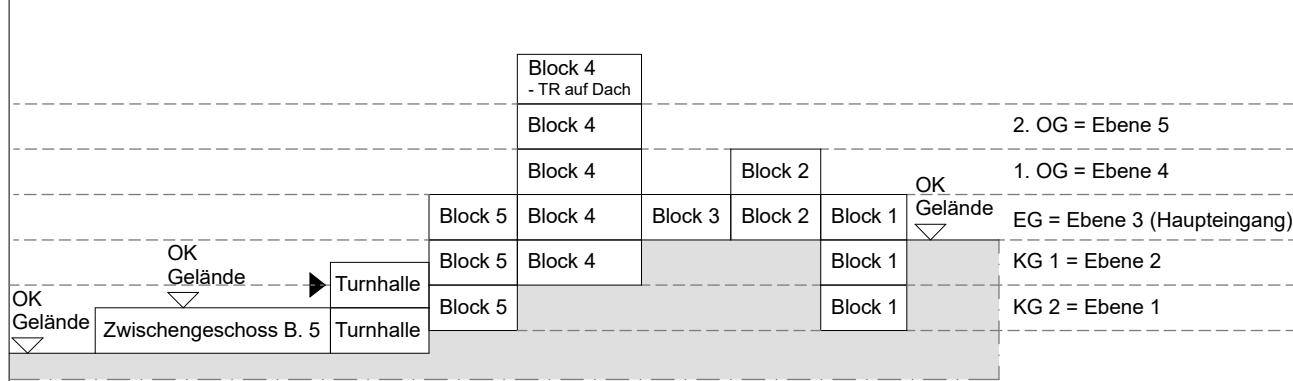 Block 4
- TR auf Dach
Block 4
2. OG = Ebene 5
Block 4
Block 2
1. OG = Ebene 4
Block 5
Block 4
Block 3
Block 2
Block 1
OK
Gelände
EG = Ebene 3 (Haupteingang)
OK
Gelände
Turnhalle
Block 5
Block 4
Block 1
KG 1 = Ebene 2
OK
Gelände
Zwischengeschoss B. 5
Turnhalle
Block 5
Block 1
KG 2 = Ebene 1